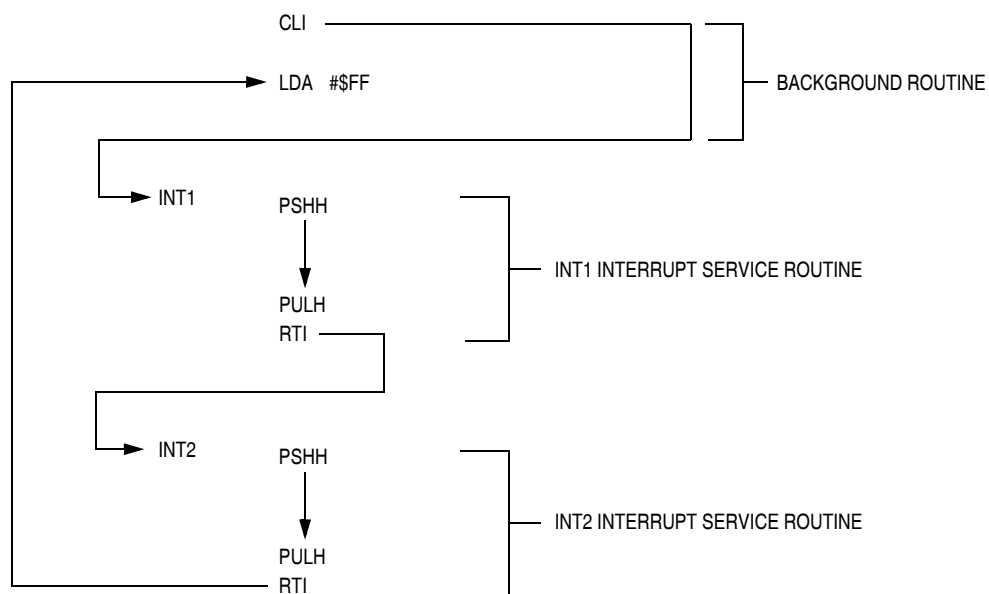 CLI
LDA #$FF
BACKGROUND ROUTINE
INT1
PSHH
INT1 INTERRUPT SERVICE ROUTINE
PULH
RTI
INT2
PSHH
INT2 INTERRUPT SERVICE ROUTINE
PULH
RTI